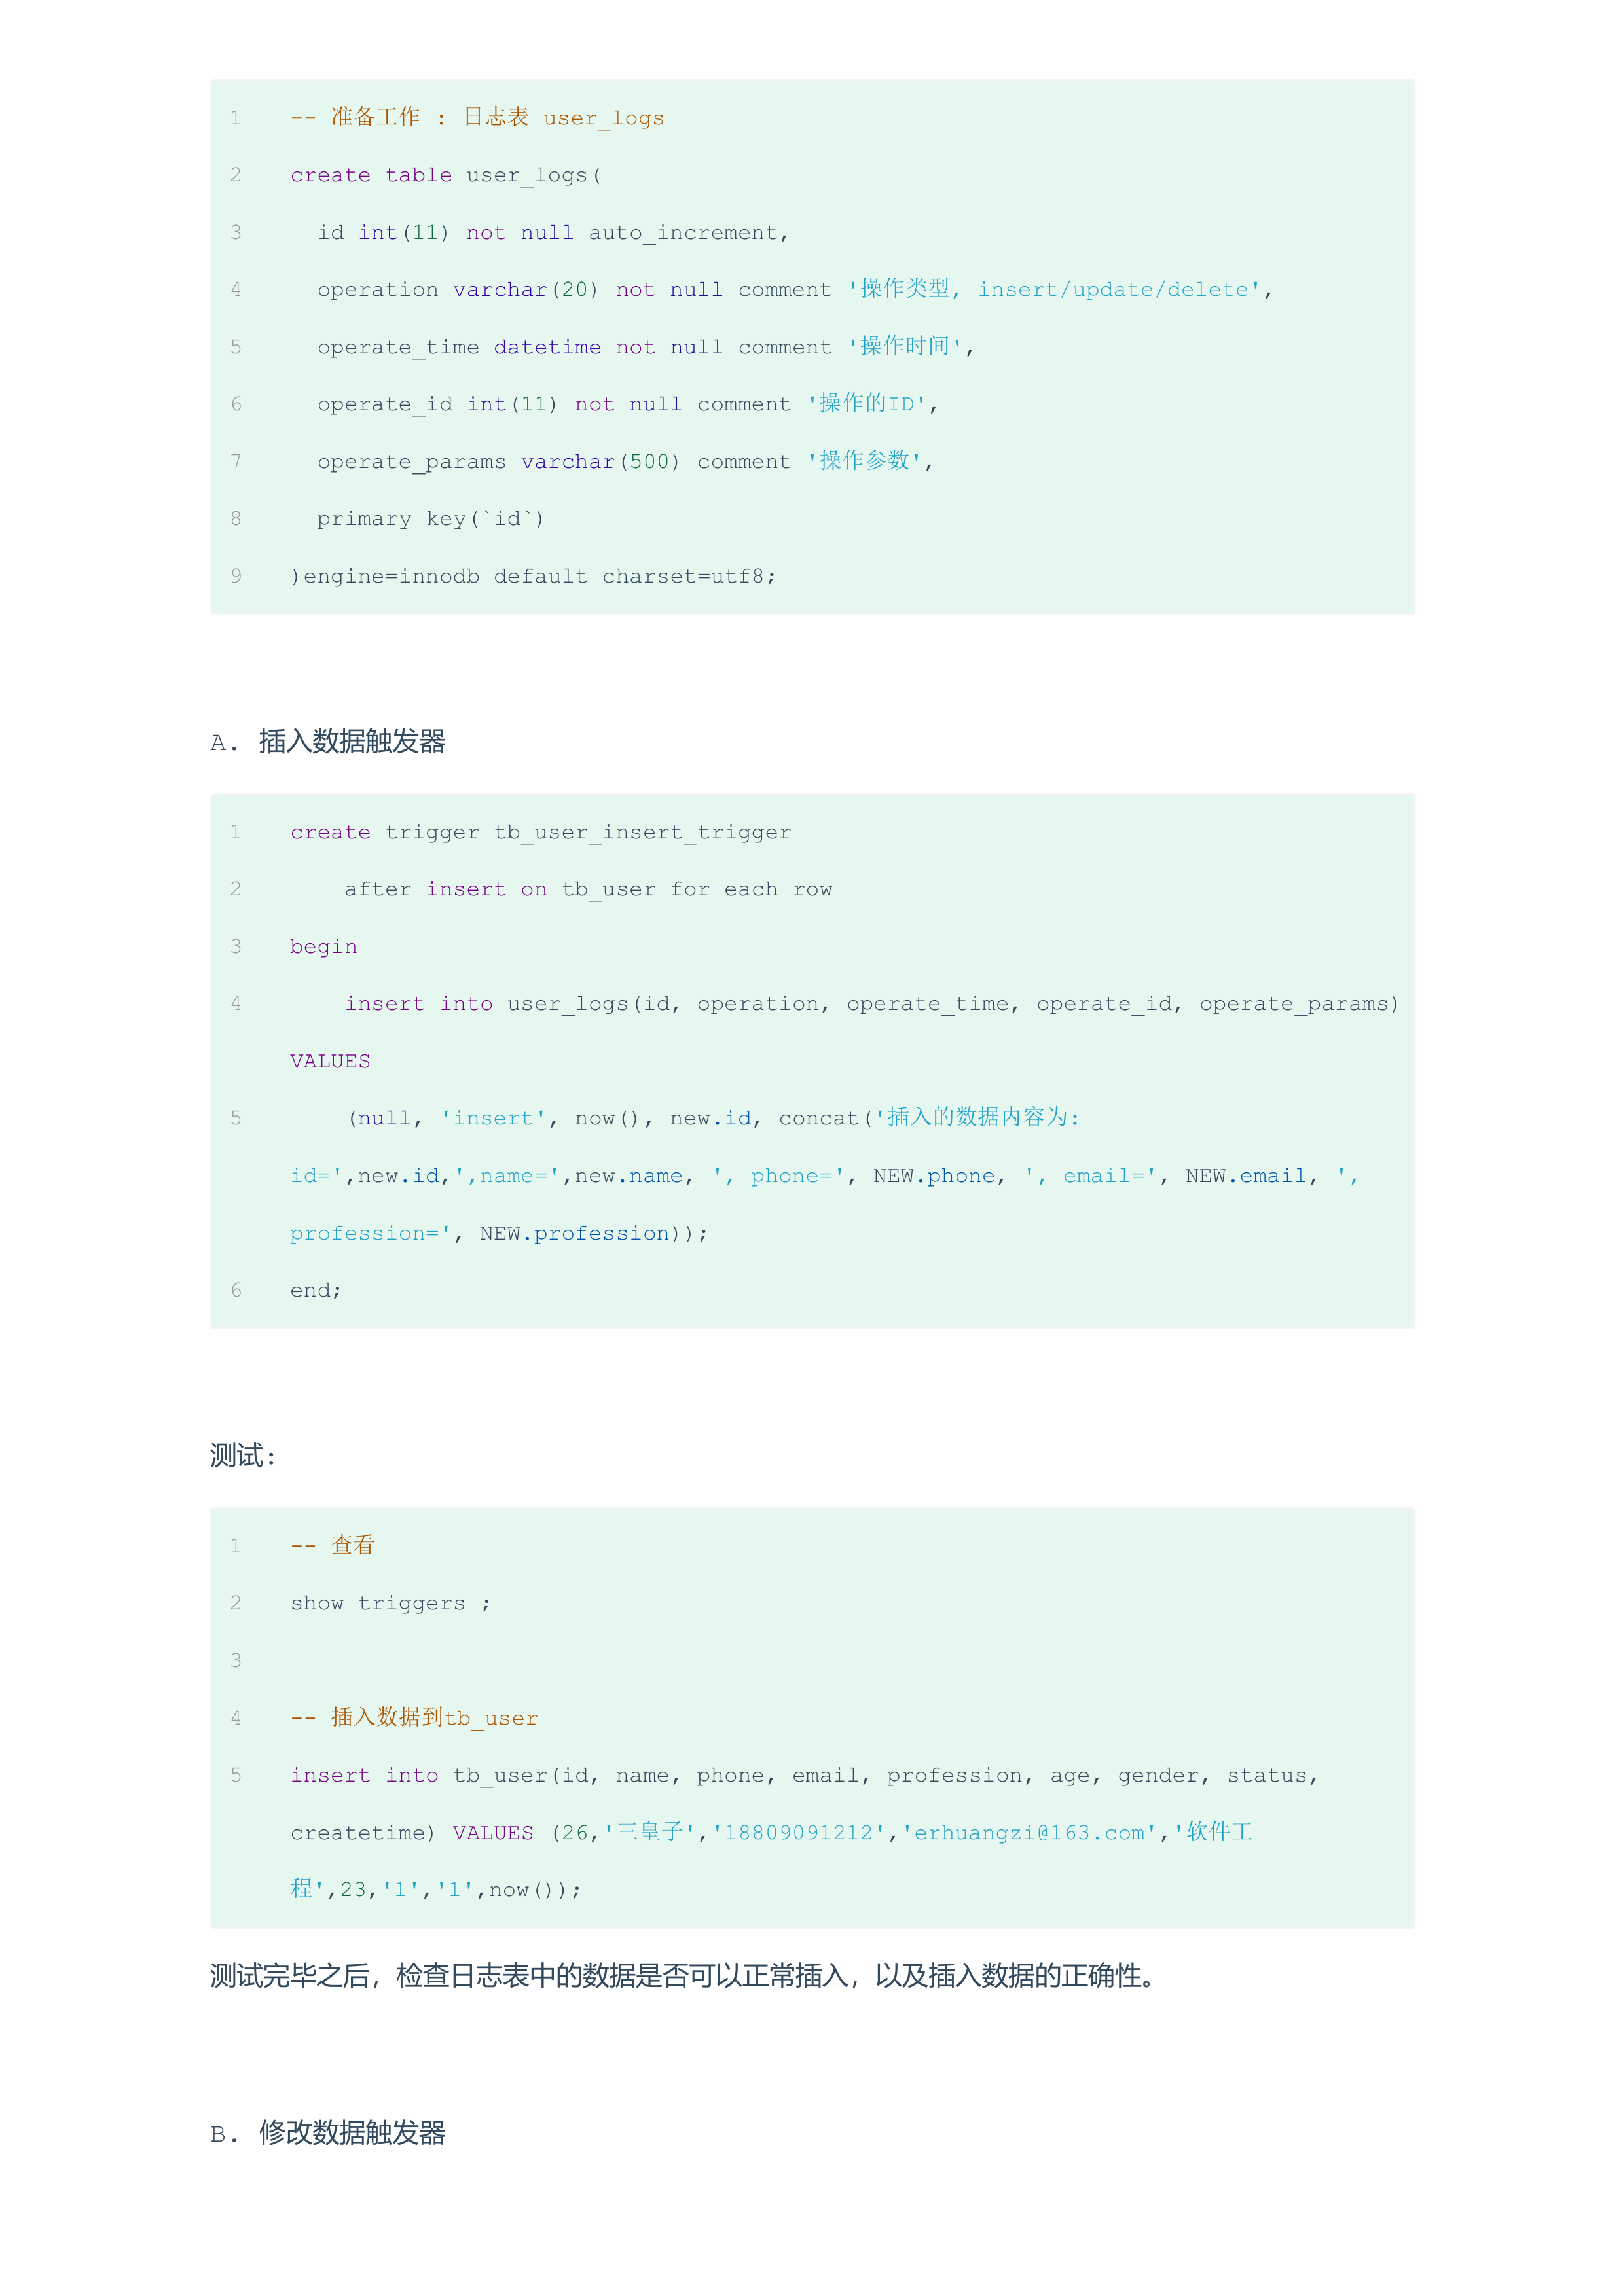 1 -- 准备工作 : 日志表 user_logs
2 create table user_logs(
3 id int(11) not null auto_increment,
4 operation varchar(20) not null comment '操作类型, insert/update/delete',
5 operate_time datetime not null comment '操作时间',
6 operate_id int(11) not null comment '操作的ID',
7 operate_params varchar(500) comment '操作参数',
8 primary key(`id`)
9 )engine=innodb default charset=utf8;
A. 插入数据触发器
1 create trigger tb_user_insert_trigger
2 after insert on tb_user for each row
3 begin
4 insert into user_logs(id, operation, operate_time, operate_id, operate_params)
VALUES
5 (null, 'insert', now(), new.id, concat('插入的数据内容为:
id=',new.id,',name=',new.name, ', phone=', NEW.phone, ', email=', NEW.email, ',
profession=', NEW.profession));
6 end;
测试:
1 -- 查看
2 show triggers ;
3
4 -- 插入数据到tb_user
5 insert into tb_user(id, name, phone, email, profession, age, gender, status,
createtime) VALUES (26,'三皇子','18809091212','erhuangzi@163.com','软件工
程',23,'1','1',now());
测试完毕之后，检查日志表中的数据是否可以正常插入，以及插入数据的正确性。
B. 修改数据触发器